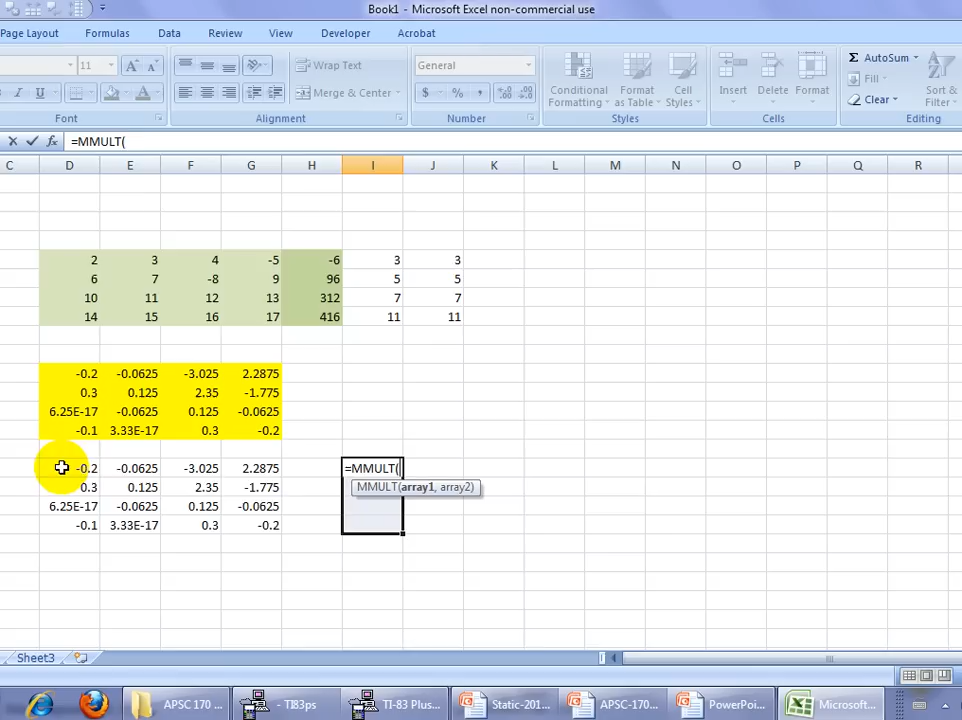 Book1 - Microsoft Excel non-commercial use
Page Layout Formulas Data Review View Developer Acrobat
11 A A Wrap Text General Conditional Formatting Format as Table Cell Styles Insert Delete Format AutoSum Fill Clear Sort & Filter
I U A Merge & Center $ % , .0 .00 .00 .0
Font Alignment Number Styles Cells Editing
fx =MMULT(
C D E F G H I J K L M N O P Q R
2 3 4 -5 -6 3 3
6 7 -8 9 96 5 5
10 11 12 13 312 7 7
14 15 16 17 416 11 11
-0.2 -0.0625 -3.025 2.2875
0.3 0.125 2.35 -1.775
6.25E-17 -0.0625 0.125 -0.0625
-0.1 3.33E-17 0.3 -0.2
-0.2 -0.0625 -3.025 2.2875 =MMULT(
0.3 0.125 2.35 -1.775 MMULT(array1, array2)
6.25E-17 -0.0625 0.125 -0.0625
-0.1 3.33E-17 0.3 -0.2
Sheet3
APSC 170 ... - TI83ps TI-83 Plus... Static-201... APSC-170... PowerPoi... Microsoft...